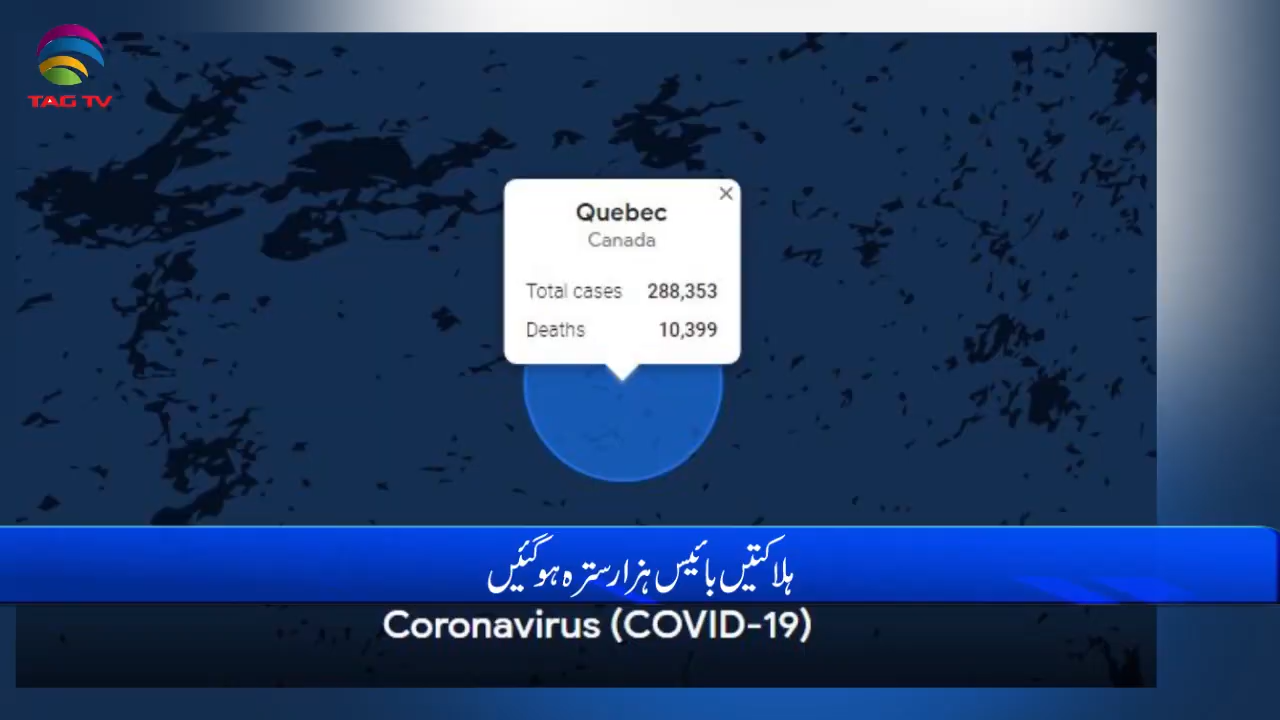 TAG TV
Quebec
Canada
Total cases 288,353
Deaths 10,399
ہلاکتیں بائیس ہزار سترہ ہوگئیں
Coronavirus (COVID-19)